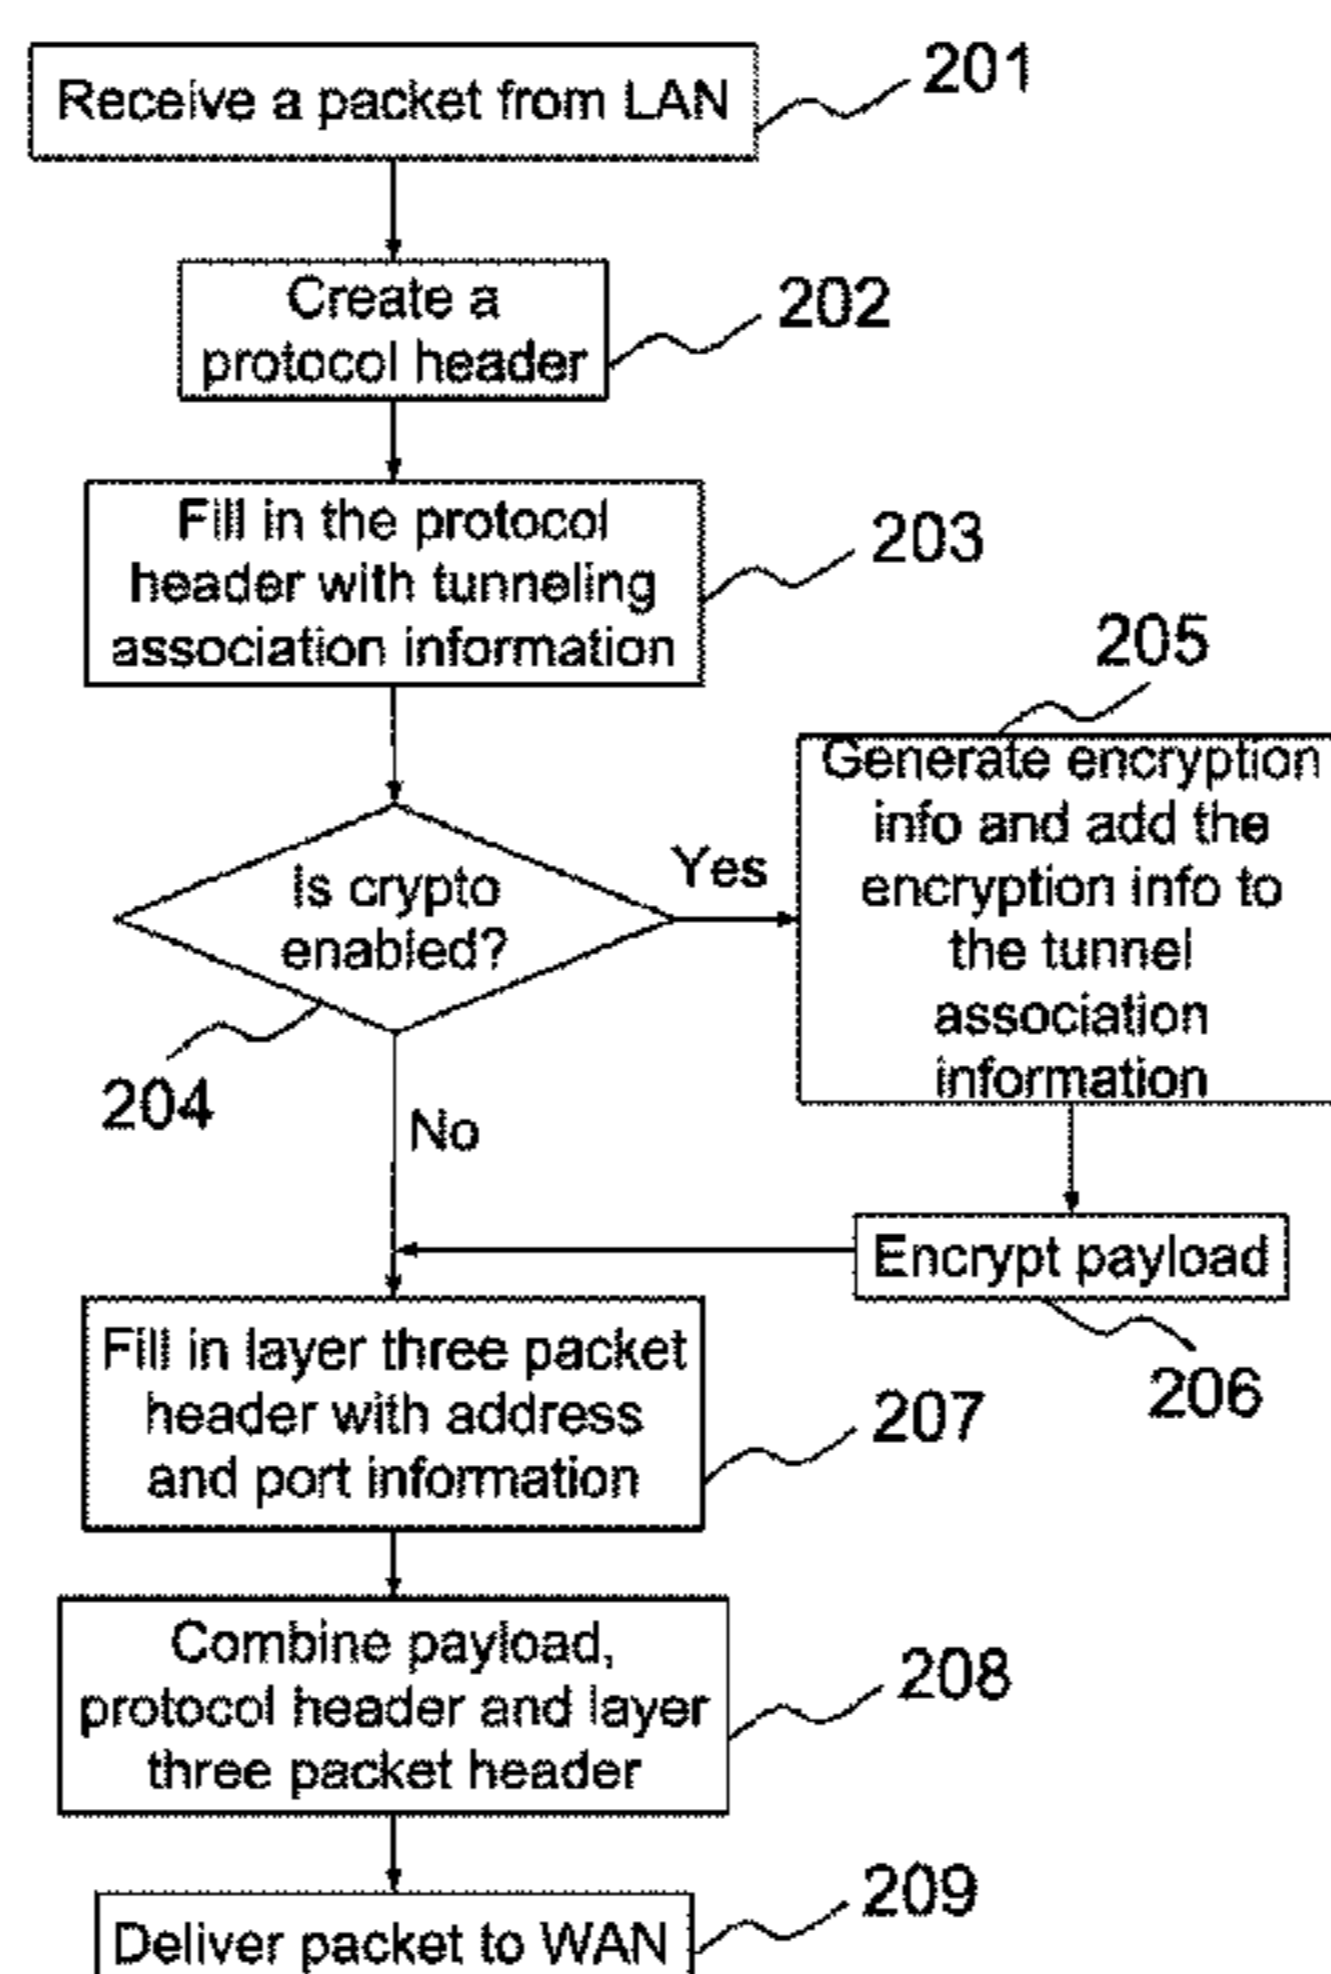 Receive a packet from LAN
201
Create a
protocol header
202
Fill in the protocol
header with tunneling
association information
203
Is crypto
enabled?
204
Yes
No
205
Generate encryption
info and add the
encryption info to
the tunnel
association
information
Encrypt payload
206
Fill in layer three packet
header with address
and port information
207
Combine payload,
protocol header and layer
three packet header
208
Deliver packet to WAN
209